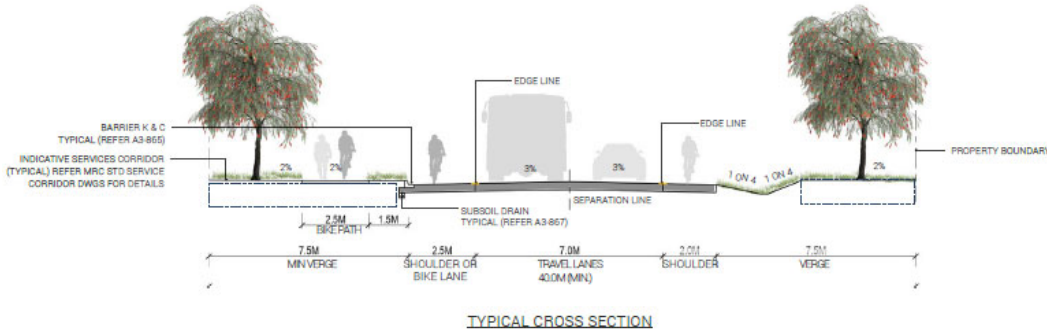 EDGE LINE
BARRIER K & C
TYPICAL (REFER A3-865)
EDGE LINE
INDICATIVE SERVICES CORRIDOR
(TYPICAL) REFER MRC STD SERVICE
CORRIDOR DWGS FOR DETAILS
PROPERTY BOUNDARY
2%
2%
3%
3%
1 ON 4
1 ON 4
2%
SUBSOIL DRAIN
TYPICAL (REFER A3-867)
SEPARATION LINE
2.5M
BIKE PATH
1.5M
7.5M
MIN VERGE
2.5M
SHOULDER OR
BIKE LANE
7.0M
TRAVEL LANES
40.0M (MIN.)
2.0M
SHOULDER
7.5M
VERGE
TYPICAL CROSS SECTION